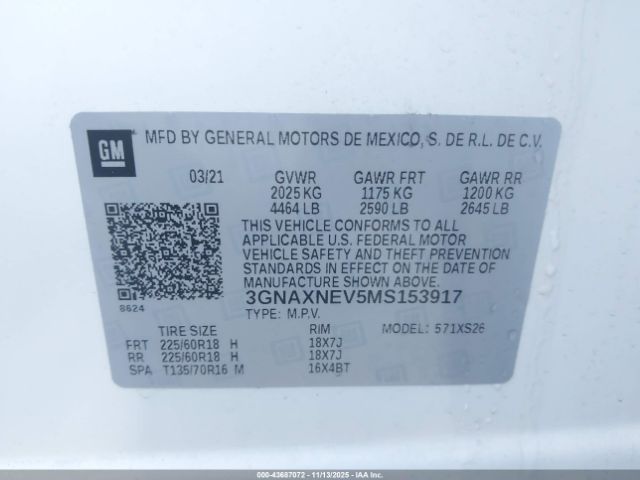 GM
MFD BY GENERAL MOTORS DE MEXICO, S. DE R.L. DE C.V.
03/21 GVWR GAWR FRT GAWR RR
2025 KG 1175 KG 1200 KG
4464 LB 2590 LB 2645 LB
THIS VEHICLE CONFORMS TO ALL
APPLICABLE U.S. FEDERAL MOTOR
VEHICLE SAFETY AND THEFT PREVENTION
STANDARDS IN EFFECT ON THE DATE OF
MANUFACTURE SHOWN ABOVE.
3GNAXNEV5MS153917
8624
TYPE: M.P.V.
TIRE SIZE RIM MODEL: 571XS26
FRT 225/60R18 H 18X7J
RR 225/60R18 H 18X7J
SPA T135/70R16 M 16X4BT
000-43687072 - 11/13/2025 - IAAI.com